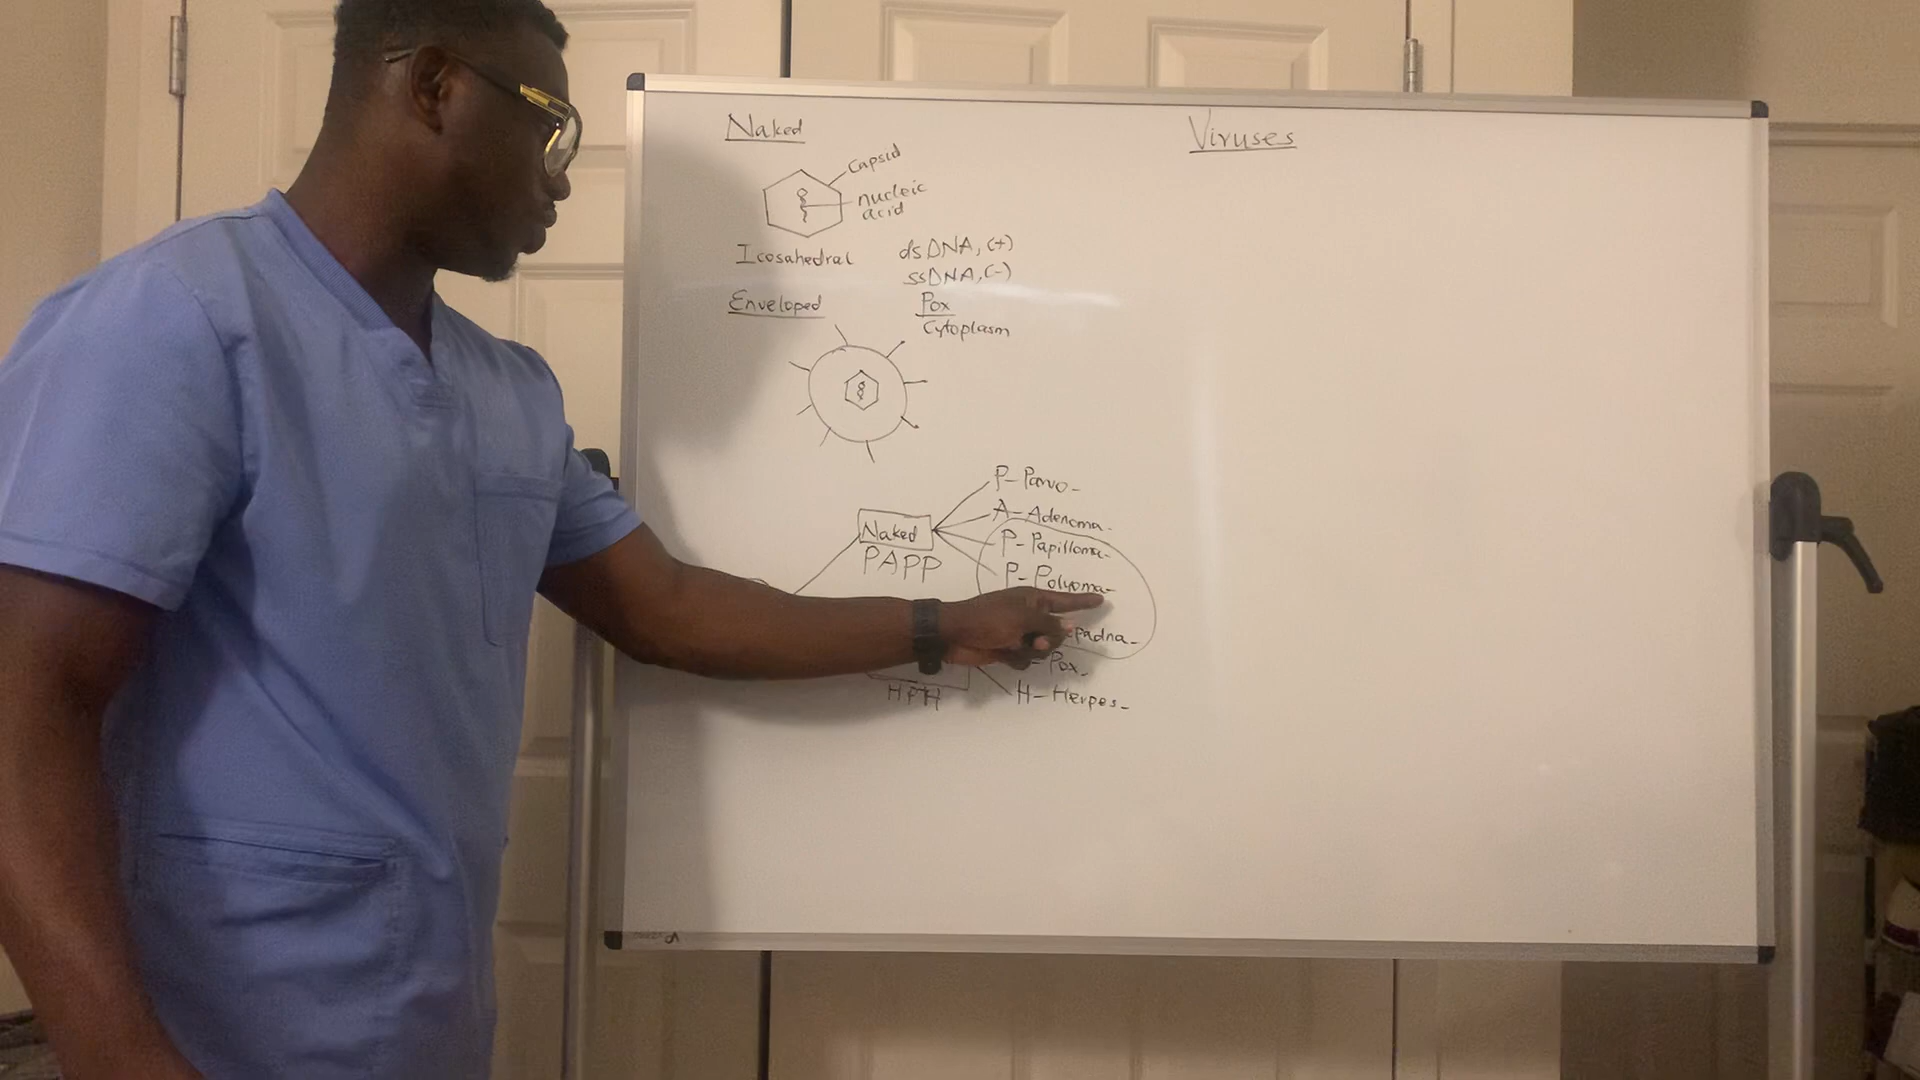 Naked
Viruses
Capsid
nucleic
acid
Icosahedral
dsDNA, (+)
ssDNA, (-)
Enveloped
Pox
Cytoplasm
P- Parvo-
A- Adenoma-
Naked
P- Papilloma-
PAPP
P- Polyoma-
padna-
- Pox-
HPH
H- Herpes-